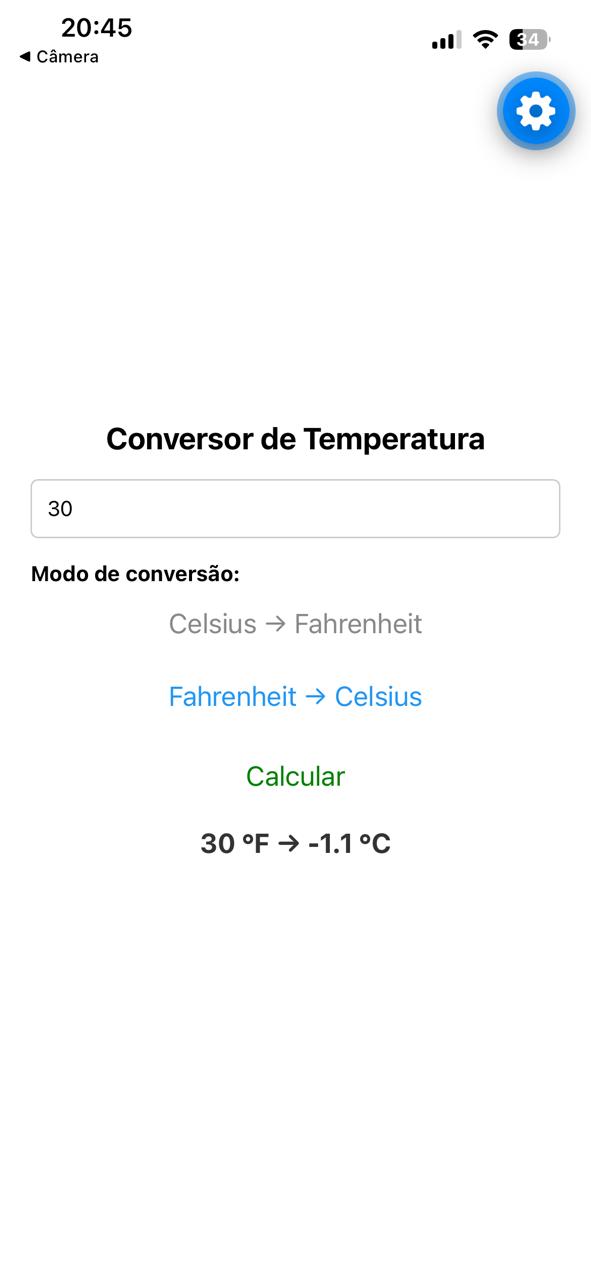 20:45
34
◀ Câmera
Conversor de Temperatura
30
Modo de conversão:
Celsius → Fahrenheit
Fahrenheit → Celsius
Calcular
30 °F → -1.1 °C